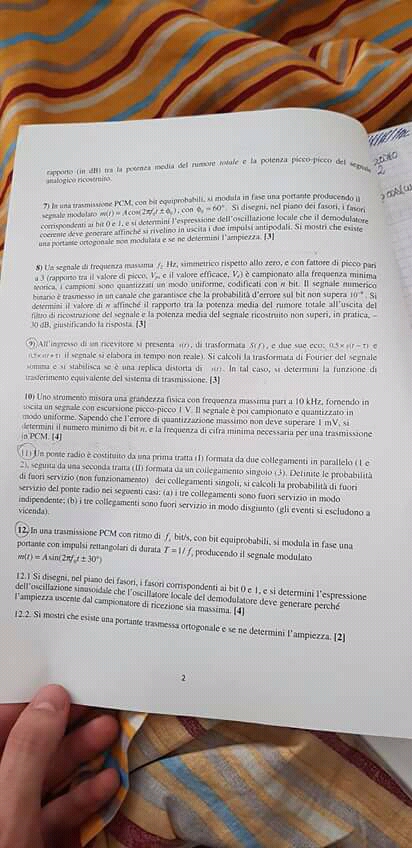 rapporto (in dB) tra la potenza media del rumore totale e la potenza picco-picco del segnale
analogico ricostruito.
7) In una trasmissione PCM, con bit equiprobabili, si modula in fase una portante producendo il
segnale modulato m(t) = A cos(2πf₀t ± ϕ₀), con ϕ₀ = 60°. Si disegni, nel piano dei fasori, i fasori
corrispondenti ai bit 0 e 1, e si determini l'espressione dell'oscillazione locale che il demodulatore
coerente deve generare affinché si rivelino in uscita i due impulsi antipodali. Si mostri che esiste
una portante ortogonale non modulata e se ne determini l'ampiezza. [3]
8) Un segnale di frequenza massima f꜀ Hz, simmetrico rispetto allo zero, e con fattore di picco pari
a 3 (rapporto tra il valore di picco, Vₚ, e il valore efficace, Vₑ) è campionato alla frequenza minima
teorica, i campioni sono quantizzati un modo uniforme, codificati con n bit. Il segnale numerico
binario è trasmesso in un canale che garantisce che la probabilità d'errore sul bit non supera 10⁻⁶. Si
determini il valore di n affinché il rapporto tra la potenza media del rumore totale all'uscita del
filtro di ricostruzione del segnale e la potenza media del segnale ricostruito non superi, in pratica, –
30 dB, giustificando la risposta. [3]
9) All'ingresso di un ricevitore si presenta s(t), di trasformata S(f), e due sue eco: 0,5×s(t − τ) e
0,5×s(t + τ) il segnale si elabora in tempo non reale). Si calcoli la trasformata di Fourier del segnale
somma e si stabilisca se è una replica distorta di s(t). In tal caso, si determini la funzione di
trasferimento equivalente del sistema di trasmissione. [3]
10) Uno strumento misura una grandezza fisica con frequenza massima pari a 10 kHz, fornendo in
uscita un segnale con escursione picco-picco 1 V. Il segnale è poi campionato e quantizzato in
modo uniforme. Sapendo che l'errore di quantizzazione massimo non deve superare 1 mV, si
determini il numero minimo di bit n, e la frequenza di cifra minima necessaria per una trasmissione
in PCM. [4]
11) Un ponte radio è costituito da una prima tratta (I) formata da due collegamenti in parallelo (1 e
2), seguita da una seconda tratta (II) formata da un collegamento singolo (3). Definite le probabilità
di fuori servizio (non funzionamento) dei collegamenti singoli, si calcoli la probabilità di fuori
servizio del ponte radio nei seguenti casi: (a) i tre collegamenti sono fuori servizio in modo
indipendente; (b) i tre collegamenti sono fuori servizio in modo disgiunto (gli eventi si escludono a
vicenda).
12. In una trasmissione PCM con ritmo di fₛ bit/s, con bit equiprobabili, si modula in fase una
portante con impulsi rettangolari di durata T = 1/fₛ producendo il segnale modulato
m(t) = A sin(2πf₀t ± 30°)
12.1 Si disegni, nel piano dei fasori, i fasori corrispondenti ai bit 0 e 1, e si determini l'espressione
dell'oscillazione sinusoidale che l'oscillatore locale del demodulatore deve generare perché
l'ampiezza uscente dal campionatore di ricezione sia massima. [4]
12.2. Si mostri che esiste una portante trasmessa ortogonale e se ne determini l'ampiezza. [2]
2